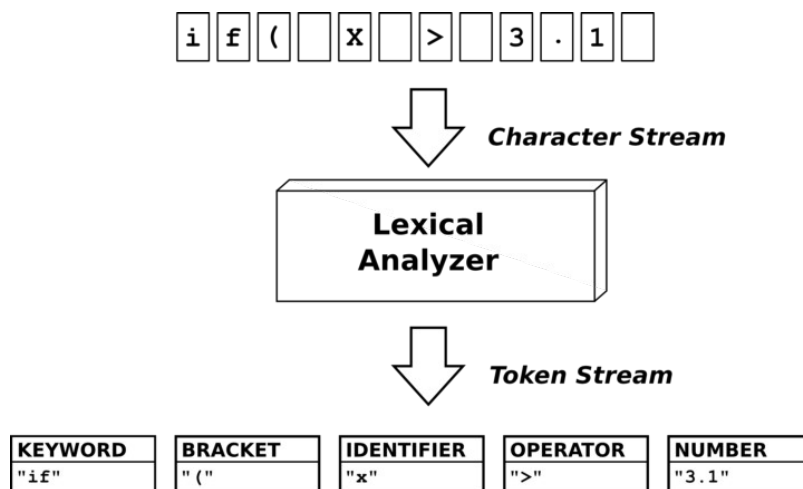 i f ( X > 3 . 1
Character Stream
Lexical
Analyzer
Token Stream
KEYWORD BRACKET IDENTIFIER OPERATOR NUMBER
"if" "(" "x" ">" "3.1"